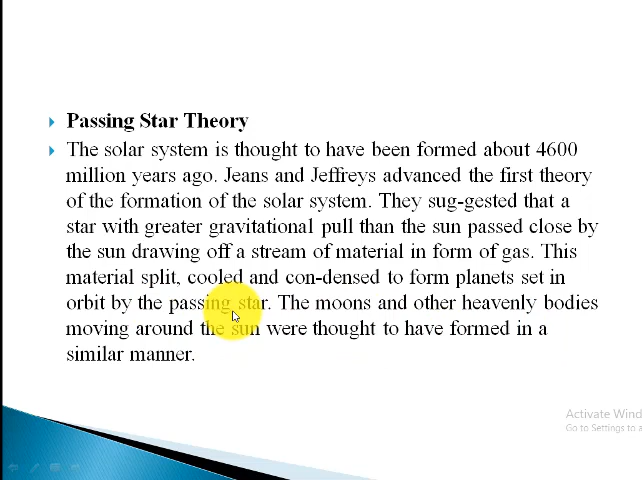 Passing Star Theory
The solar system is thought to have been formed about 4600
million years ago. Jeans and Jeffreys advanced the first theory
of the formation of the solar system. They sug-gested that a
star with greater gravitational pull than the sun passed close by
the sun drawing off a stream of material in form of gas. This
material split, cooled and con-densed to form planets set in
orbit by the passing star. The moons and other heavenly bodies
moving around the sun were thought to have formed in a
similar manner.
Activate Wind
Go to Settings to a